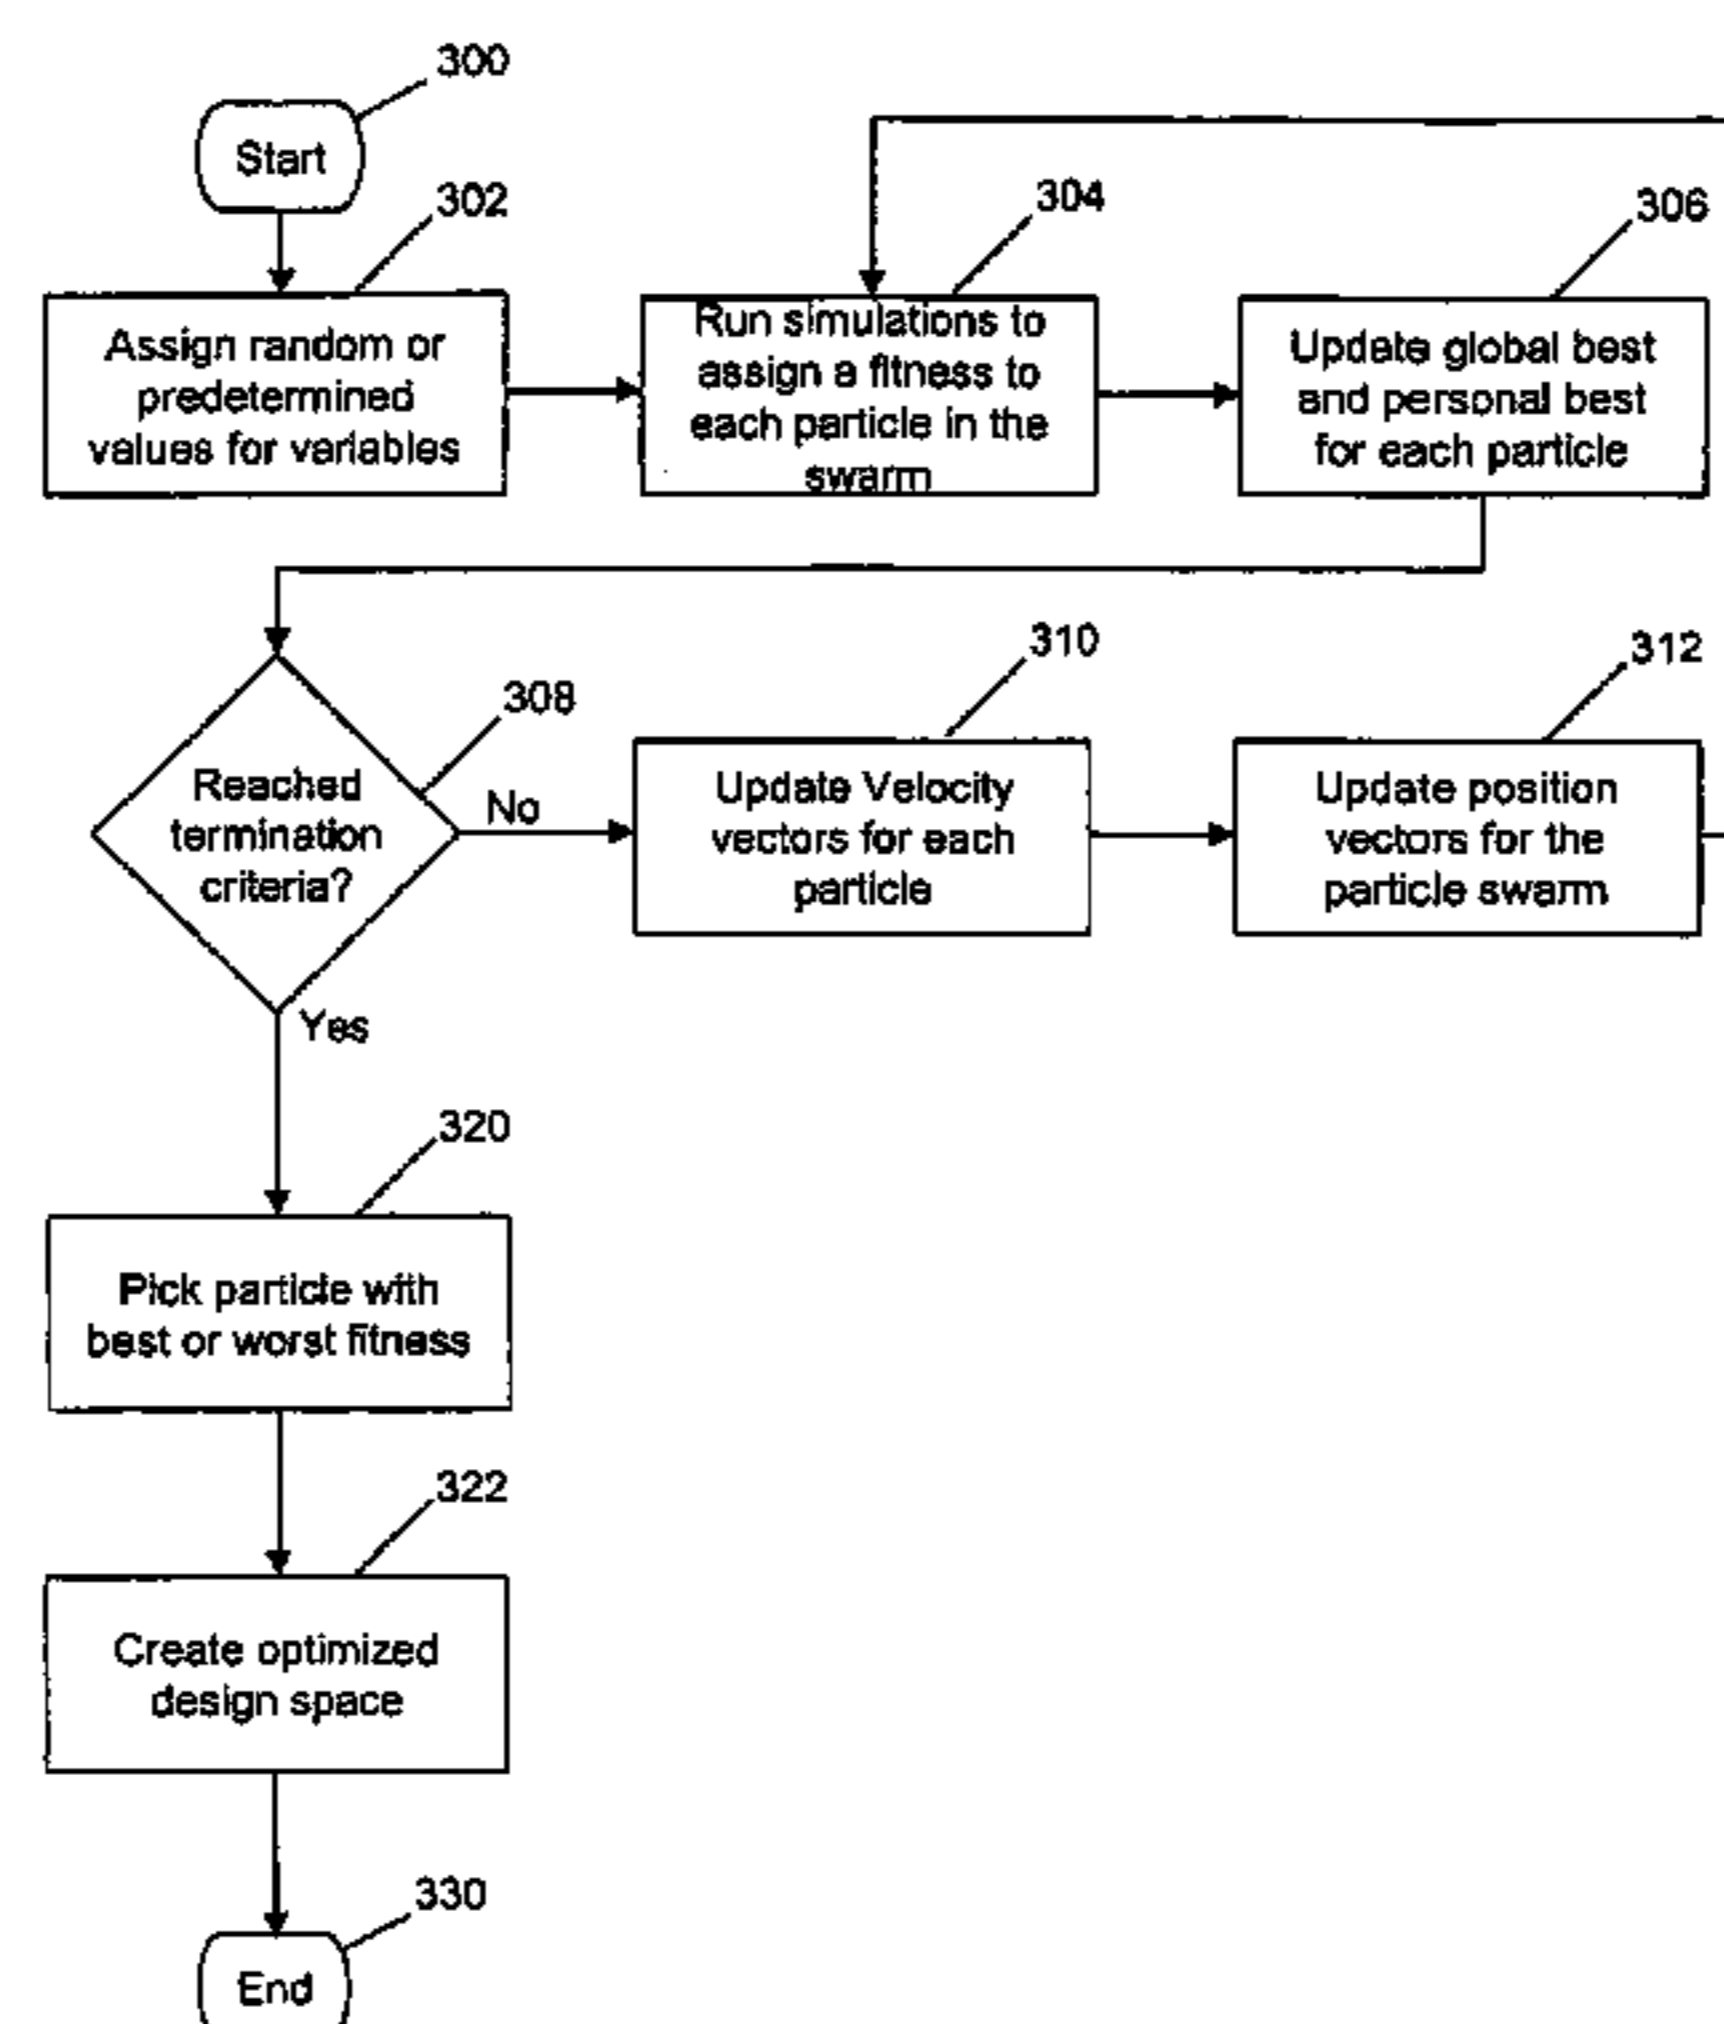 300
Start
302
Assign random or
predetermined
values for variables
304
Run simulations to
assign a fitness to
each particle in the
swarm
306
Update global best
and personal best
for each particle
308
Reached
termination
criteria?
No
310
Update Velocity
vectors for each
particle
312
Update position
vectors for the
particle swarm
Yes
320
Pick particle with
best or worst fitness
322
Create optimized
design space
330
End